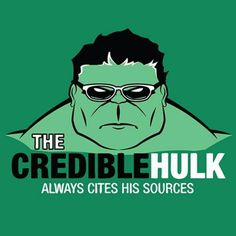 THE
CREDIBLEHULK
ALWAYS CITES HIS SOURCES